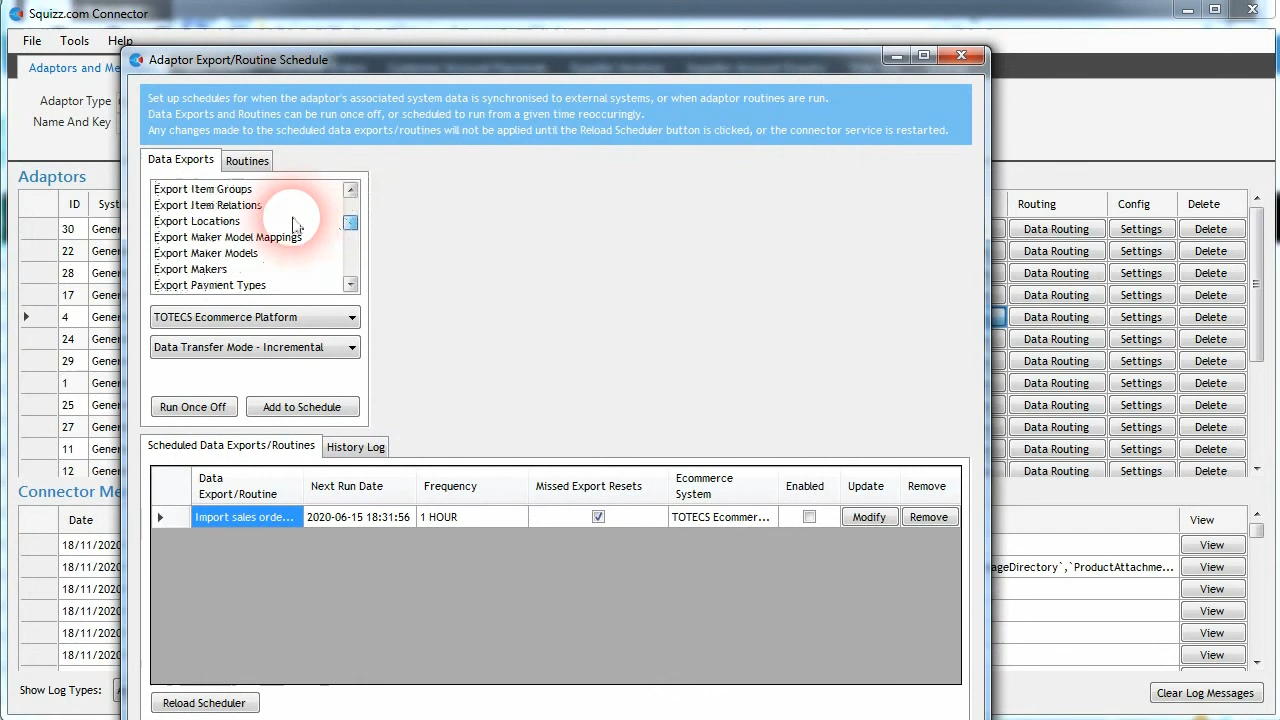 Squizz.com Connector
File Tools Help
Adaptor Export/Routine Schedule
Adaptors and Me
Set up schedules for when the adaptor's associated system data is synchronised to external systems, or when adaptor routines are run.
Data Exports and Routines can be run once off, or scheduled to run from a given time reoccuringly.
Any changes made to the scheduled data exports/routines will not be applied until the Reload Scheduler button is clicked, or the connector service is restarted.
Adaptor Type
Name And Key
Data Exports Routines
Adaptors
Export Item Groups
Export Item Relations
Export Locations
Export Maker Model Mappings
Export Maker Models
Export Makers
Export Payment Types
TOTECS Ecommerce Platform
Data Transfer Mode - Incremental
Run Once Off Add to Schedule
ID Syst
30 Gener
22 Gener
28 Gener
17 Gener
4 Gener
24 Gener
29 Gener
1 Gener
25 Gener
27 Gener
11 Gener
12 Gener
Routing Config Delete
Data Routing Settings Delete
Data Routing Settings Delete
Data Routing Settings Delete
Data Routing Settings Delete
Data Routing Settings Delete
Data Routing Settings Delete
Data Routing Settings Delete
Data Routing Settings Delete
Data Routing Settings Delete
Data Routing Settings Delete
Data Routing Settings Delete
Data Routing Settings Delete
Scheduled Data Exports/Routines History Log
Data Export/Routine Next Run Date Frequency Missed Export Resets Ecommerce System Enabled Update Remove
Import sales orde... 2020-06-15 18:31:56 1 HOUR TOTECS Ecommer... Modify Remove
Reload Scheduler
Connector Me
Date
18/11/2020
18/11/2020
18/11/2020
18/11/2020
18/11/2020
18/11/2020
View
View
ageDirectory`,`ProductAttachme... View
View
View
View
View
Show Log Types:
Clear Log Messages